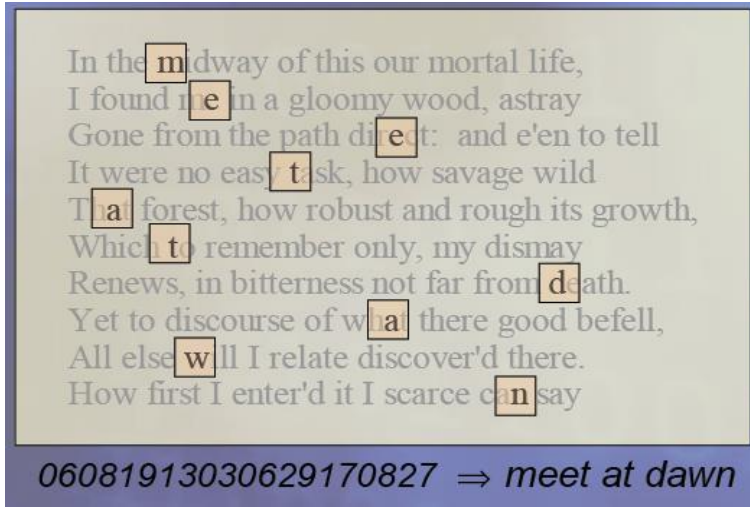 In the midway of this our mortal life,
I found me in a gloomy wood, astray
Gone from the path direct: and e'en to tell
It were no easy task, how savage wild
That forest, how robust and rough its growth,
Which to remember only, my dismay
Renews, in bitterness not far from death.
Yet to discourse of what there good befell,
All else will I relate discover'd there.
How first I enter'd it I scarce can say
06081913030629170827 ⇒ meet at dawn